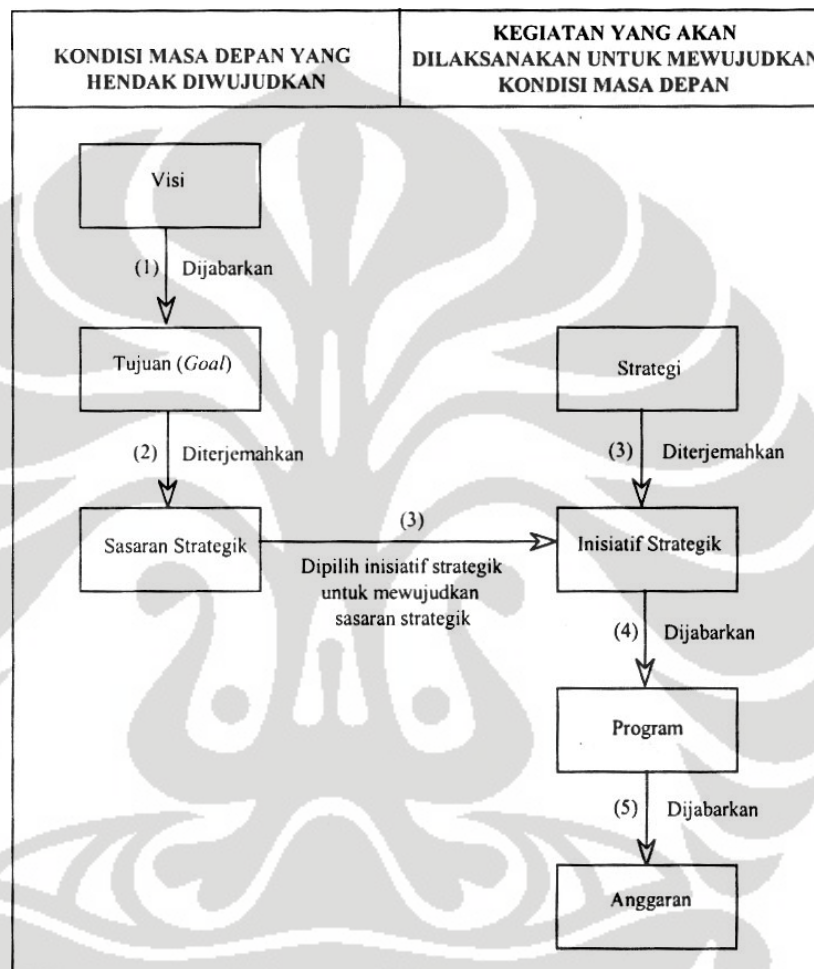 KONDISI MASA DEPAN YANG
HENDAK DIWUJUDKAN
KEGIATAN YANG AKAN
DILAKSANAKAN UNTUK MEWUJUDKAN
KONDISI MASA DEPAN
Visi
(1) Dijabarkan
Tujuan (Goal)
Strategi
(2) Diterjemahkan
(3) Diterjemahkan
Sasaran Strategik
(3)
Inisiatif Strategik
Dipilih inisiatif strategik
untuk mewujudkan
sasaran strategik
(4) Dijabarkan
Program
(5) Dijabarkan
Anggaran